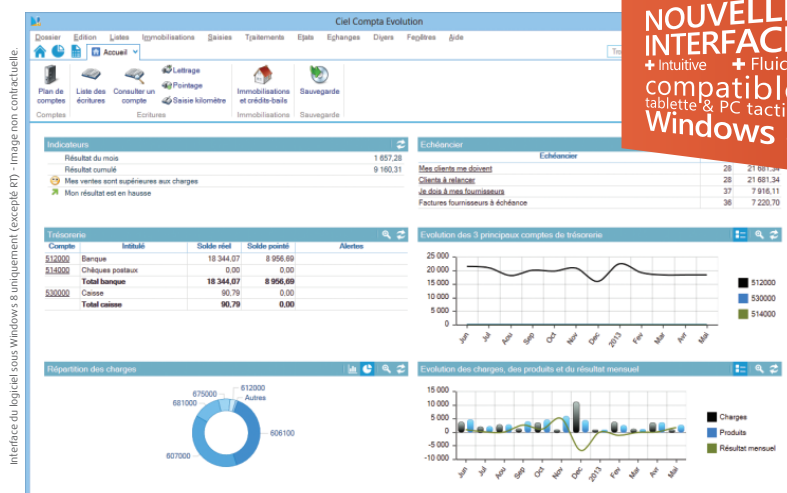 Ciel Compta Evolution
NOUVELL
INTERFAC
+ Intuitive + Fluid
compatible
tablette & PC tacti
Windows
Dossier Edition Listes Immobilisations Saisies Traitements Etats Echanges Divers Fenêtres Aide
Accueil
Plan de comptes
Liste des écritures
Consulter un compte
Lettrage
Pointage
Saisie kilomètre
Immobilisations et crédits-bails
Sauvegarde
Comptes Ecritures Immobilisations Sauvegarde
Indicateurs
Résultat du mois 1 657,28
Résultat cumulé 9 160,31
Mes ventes sont supérieures aux charges
Mon résultat est en hausse
Echéancier
Echéancier
Mes clients me doivent 28 21 681,34
Clients à relancer 28 21 681,34
Je dois à mes fournisseurs 37 7 916,11
Factures fournisseurs à échéance 36 7 220,70
Trésorerie
Compte Intitulé Solde réel Solde pointé Alertes
512000 Banque 18 344,07 8 956,69
514000 Chèques postaux 0,00 0,00
Total banque 18 344,07 8 956,69
530000 Caisse 90,79 0,00
Total caisse 90,79 0,00
Evolution des 3 principaux comptes de trésorerie
25 000
20 000
15 000
10 000
5 000
0
Jun Jul Aou Sep Oct Nov Dec 2013 Fev Mar Avr Mai
512000
530000
514000
Répartition des charges
612000
Autres
675000
681000
606100
607000
Evolution des charges, des produits et du résultat mensuel
15 000
10 000
5 000
0
-5 000
-10 000
Jun Jul Aou Sep Oct Nov Dec 2013 Fev Mar Avr Mai
Charges
Produits
Résultat mensuel
Interface du logiciel sous Windows 8 uniquement (excepté R1) - Image non contractuelle.